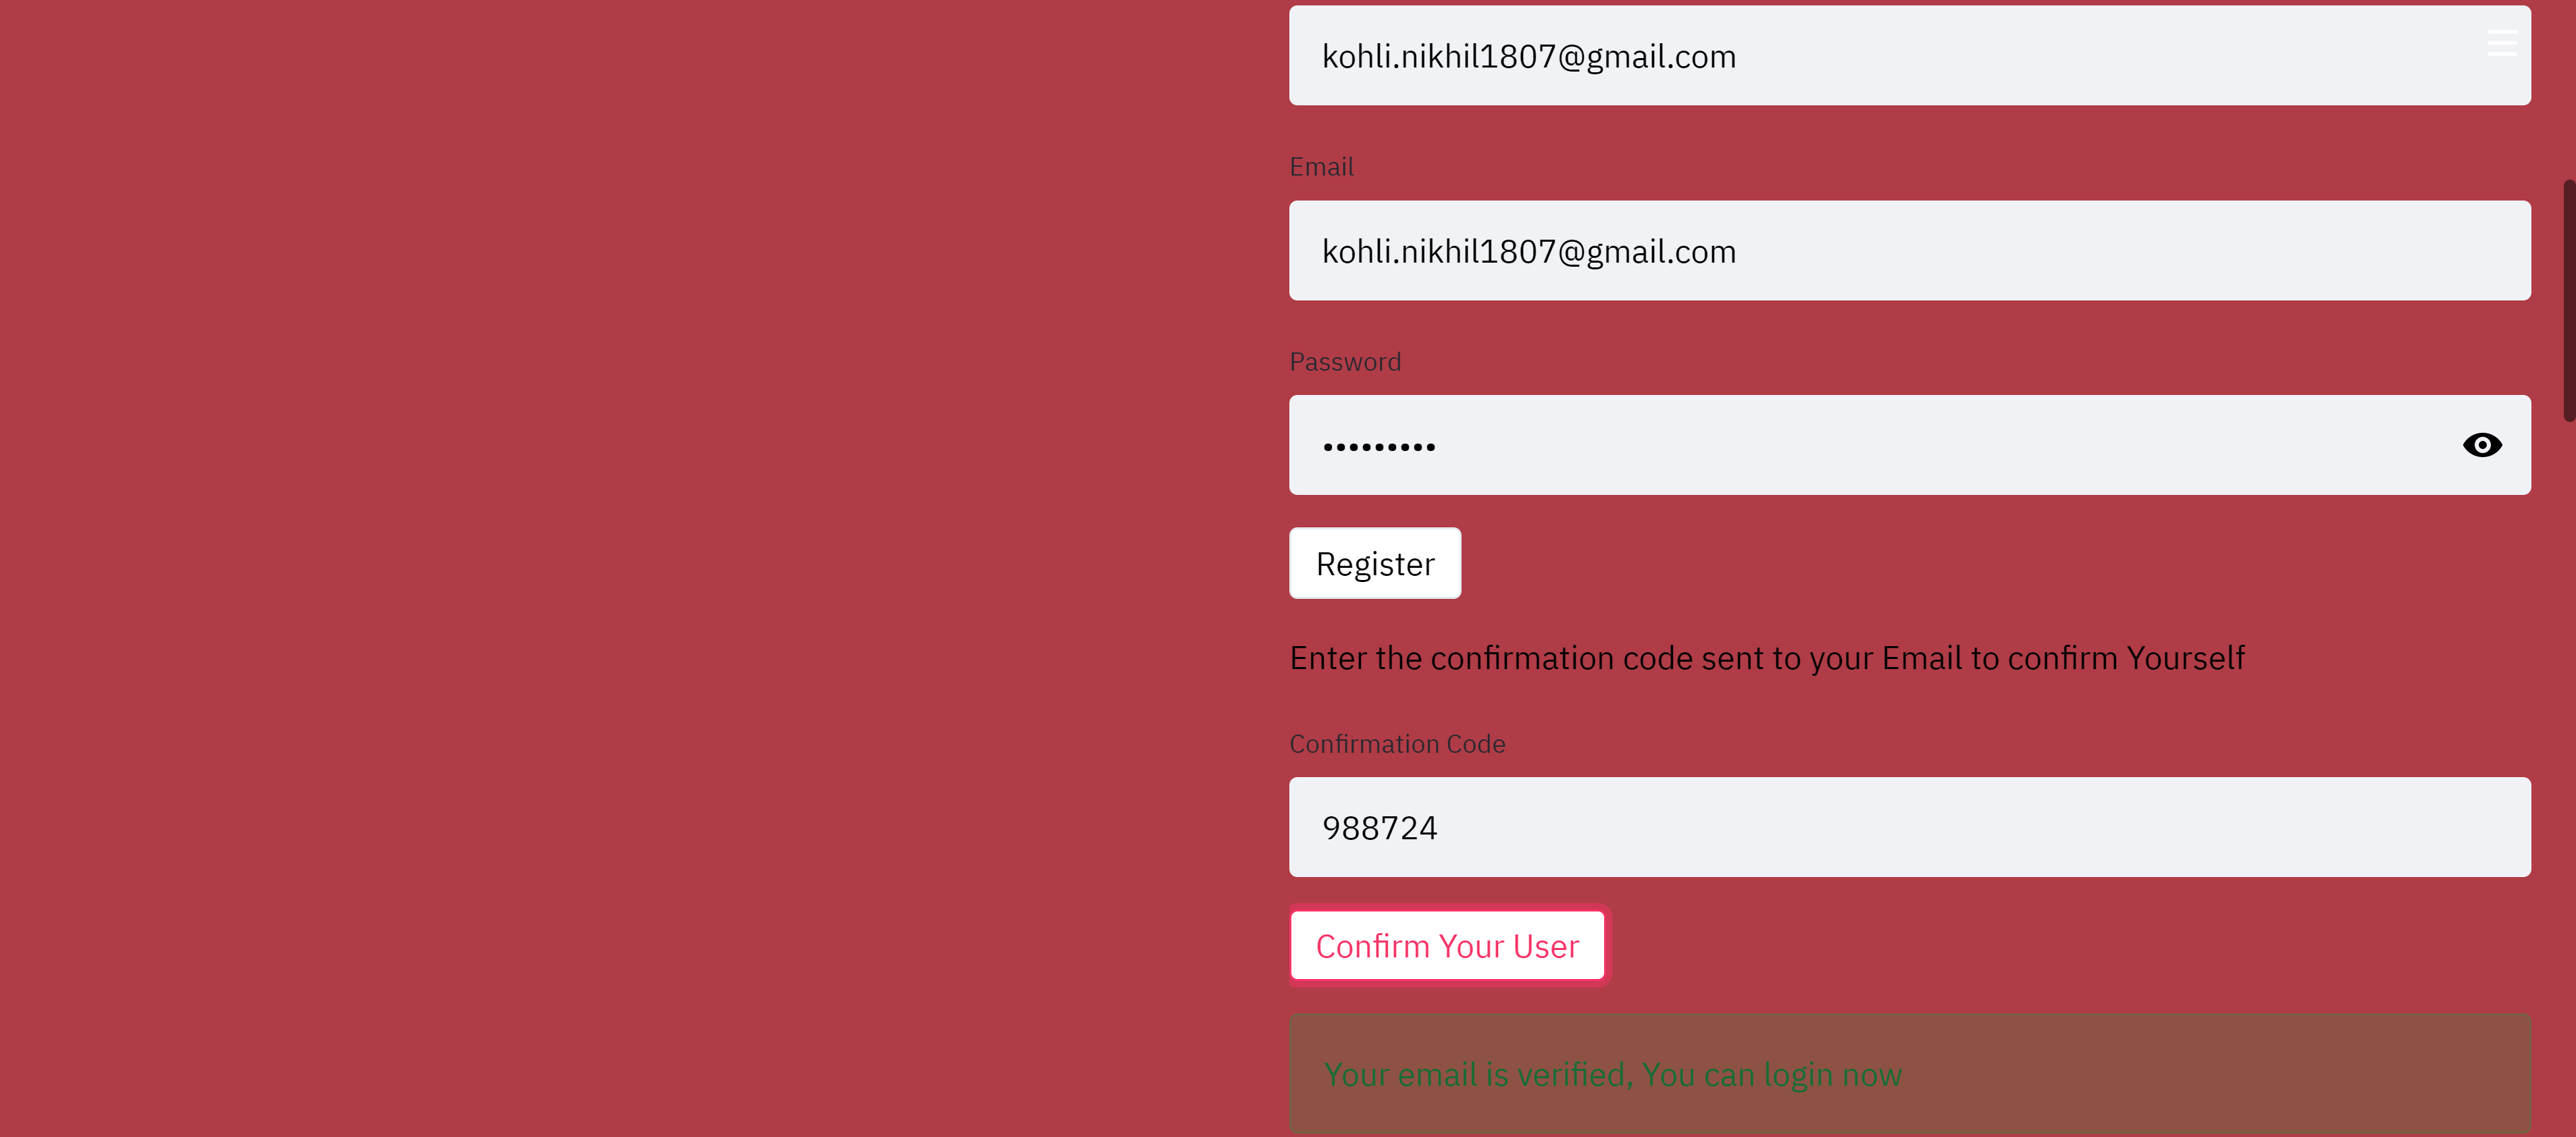 kohli.nikhil1807@gmail.com
Email
kohli.nikhil1807@gmail.com
Password
•••••••••
Register
Enter the confirmation code sent to your Email to confirm Yourself
Confirmation Code
988724
Confirm Your User
Your email is verified, You can login now